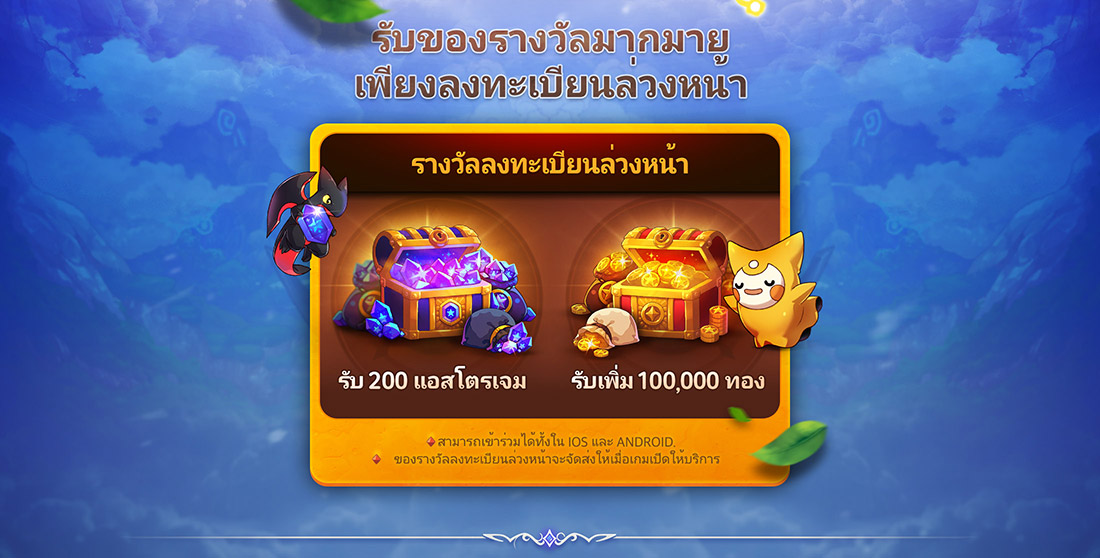 รับของรางวัลมากมาย
เพียงลงทะเบียนล่วงหน้า
รางวัลลงทะเบียนล่วงหน้า
รับ 200 แอสโตรเจม
รับเพิ่ม 100,000 ทอง
สามารถเข้าร่วมได้ทั้งใน IOS และ ANDROID.
ของรางวัลลงทะเบียนล่วงหน้าจะจัดส่งให้เมื่อเกมเปิดให้บริการ